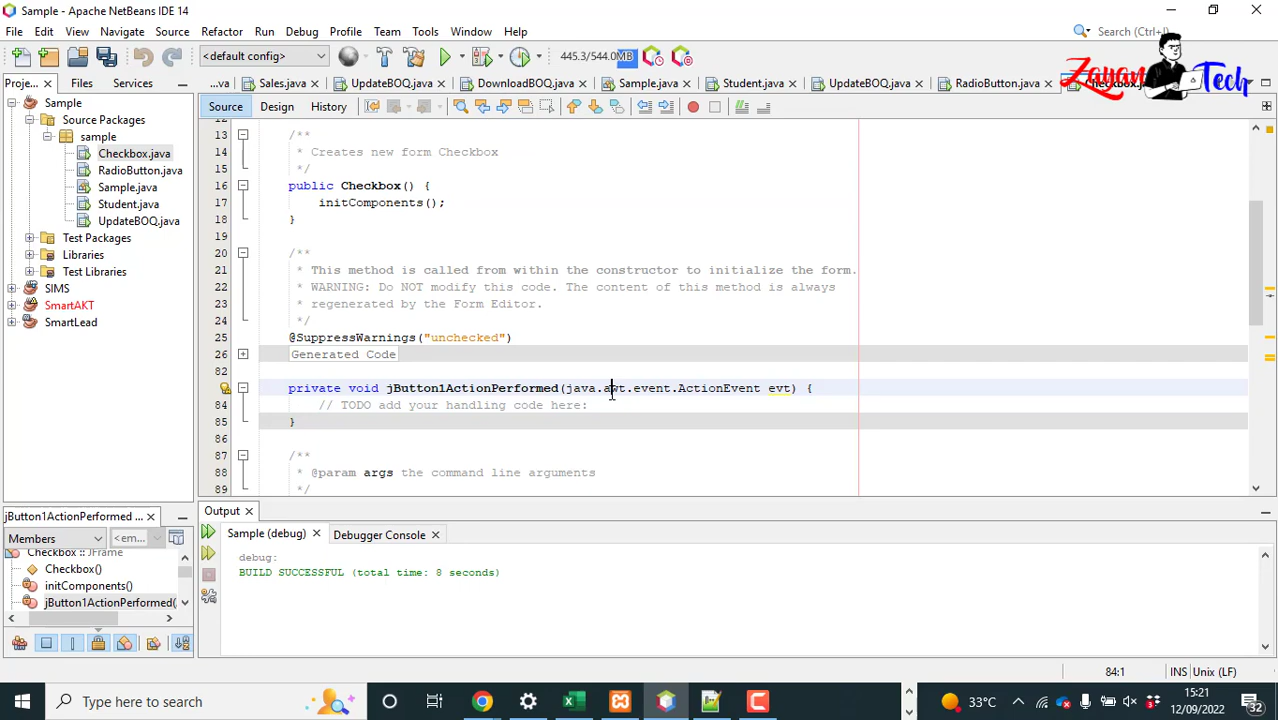 Sample - Apache NetBeans IDE 14
File Edit View Navigate Source Refactor Run Debug Profile Team Tools Window Help
Search (Ctrl+I)
<default config>
445.3/544.0MB
Zayan Tech
Proje... Files Services
...va Sales.java UpdateBOQ.java DownloadBOQ.java Sample.java Student.java UpdateBOQ.java RadioButton.java Checkbox.java
Source Design History
Sample
Source Packages
sample
Checkbox.java
RadioButton.java
Sample.java
Student.java
UpdateBOQ.java
Test Packages
Libraries
Test Libraries
SIMS
SmartAKT
SmartLead
13 /**
14 * Creates new form Checkbox
15 */
16 public Checkbox() {
17 initComponents();
18 }
19
20 /**
21 * This method is called from within the constructor to initialize the form.
22 * WARNING: Do NOT modify this code. The content of this method is always
23 * regenerated by the Form Editor.
24 */
25 @SuppressWarnings("unchecked")
26 Generated Code
82
private void jButton1ActionPerformed(java.awt.event.ActionEvent evt) {
84 // TODO add your handling code here:
85 }
86
87 /**
88 * @param args the command line arguments
89 */
jButton1ActionPerformed ...
Members <em...
Checkbox :: JFrame
Checkbox()
initComponents()
jButton1ActionPerformed(
Output
Sample (debug) Debugger Console
debug:
BUILD SUCCESSFUL (total time: 8 seconds)
84:1 INS Unix (LF)
Type here to search
33°C
15:21
12/09/2022
32